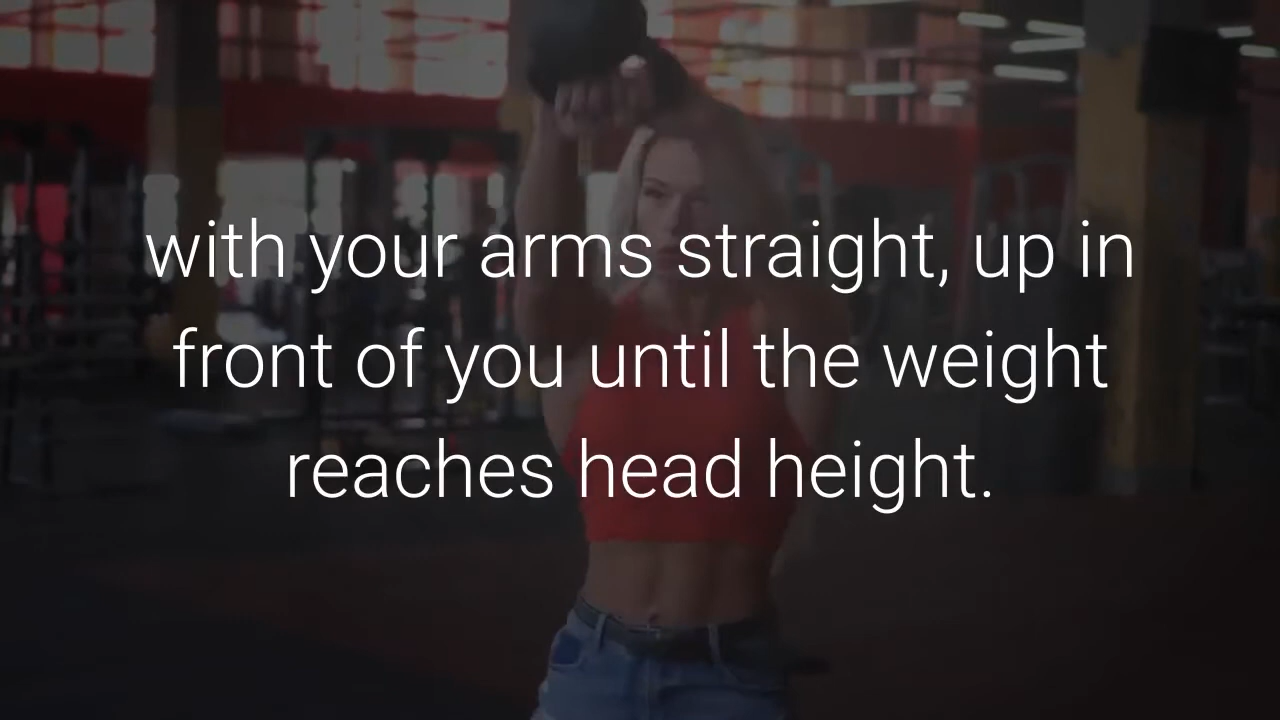 with your arms straight, up in
front of you until the weight
reaches head height.